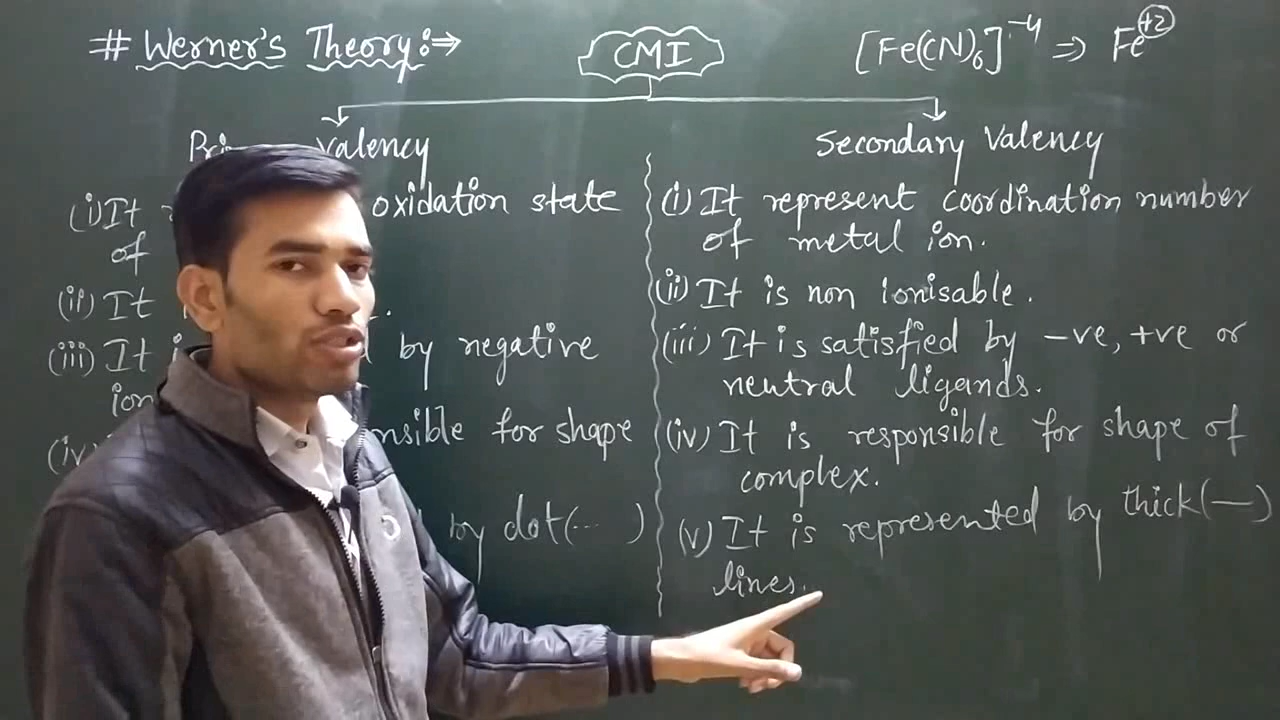 # Werner's Theory:⇒
CMI
[Fe(CN)6]⁻⁴ ⇒ Fe⁺²
valency
(i) It oxidation state
of
(ii) It
(iii) It by negative
ion
(iv) for shape
by dot(... )
Secondary Valency
(i) It represent coordination number
of metal ion.
(ii) It is non ionisable.
(iii) It is satisfied by -ve, +ve or
neutral ligands.
(iv) It is responsible for shape of
complex.
(v) It is represented by thick(—)
lines.